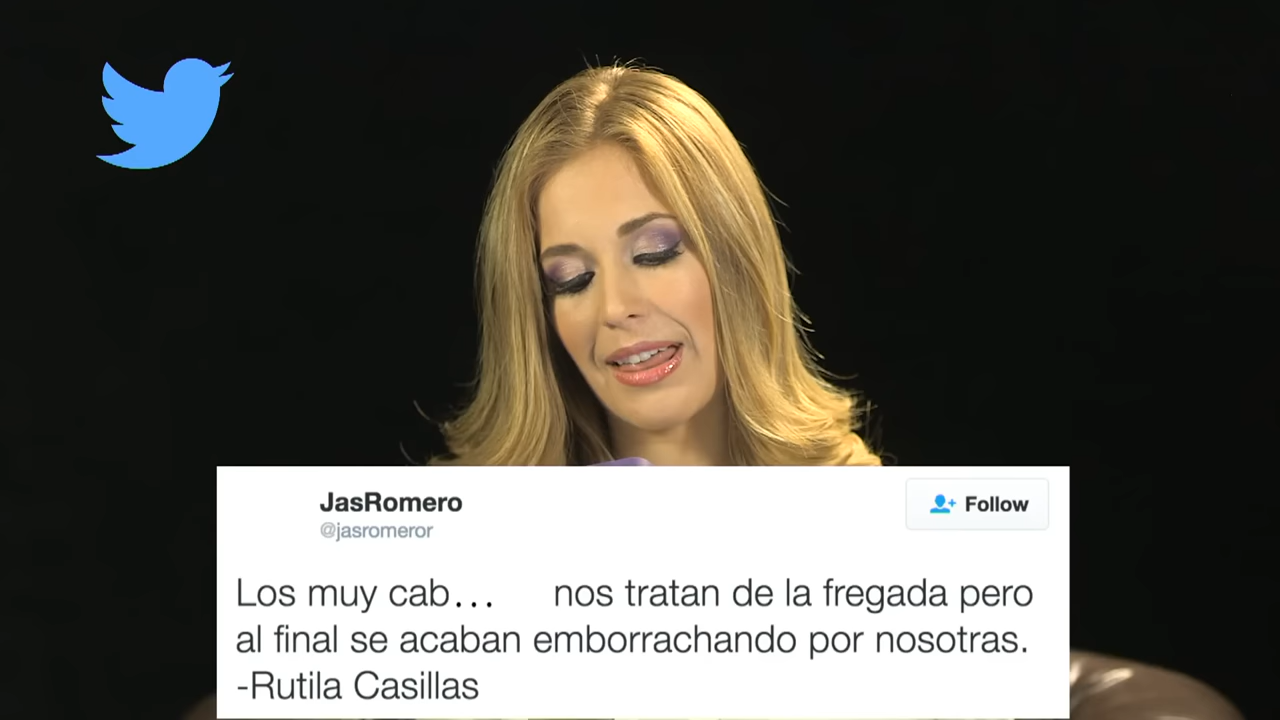 JasRomero
@jasromeror
Follow
Los muy cab... nos tratan de la fregada pero
al final se acaban emborrachando por nosotras.
-Rutila Casillas